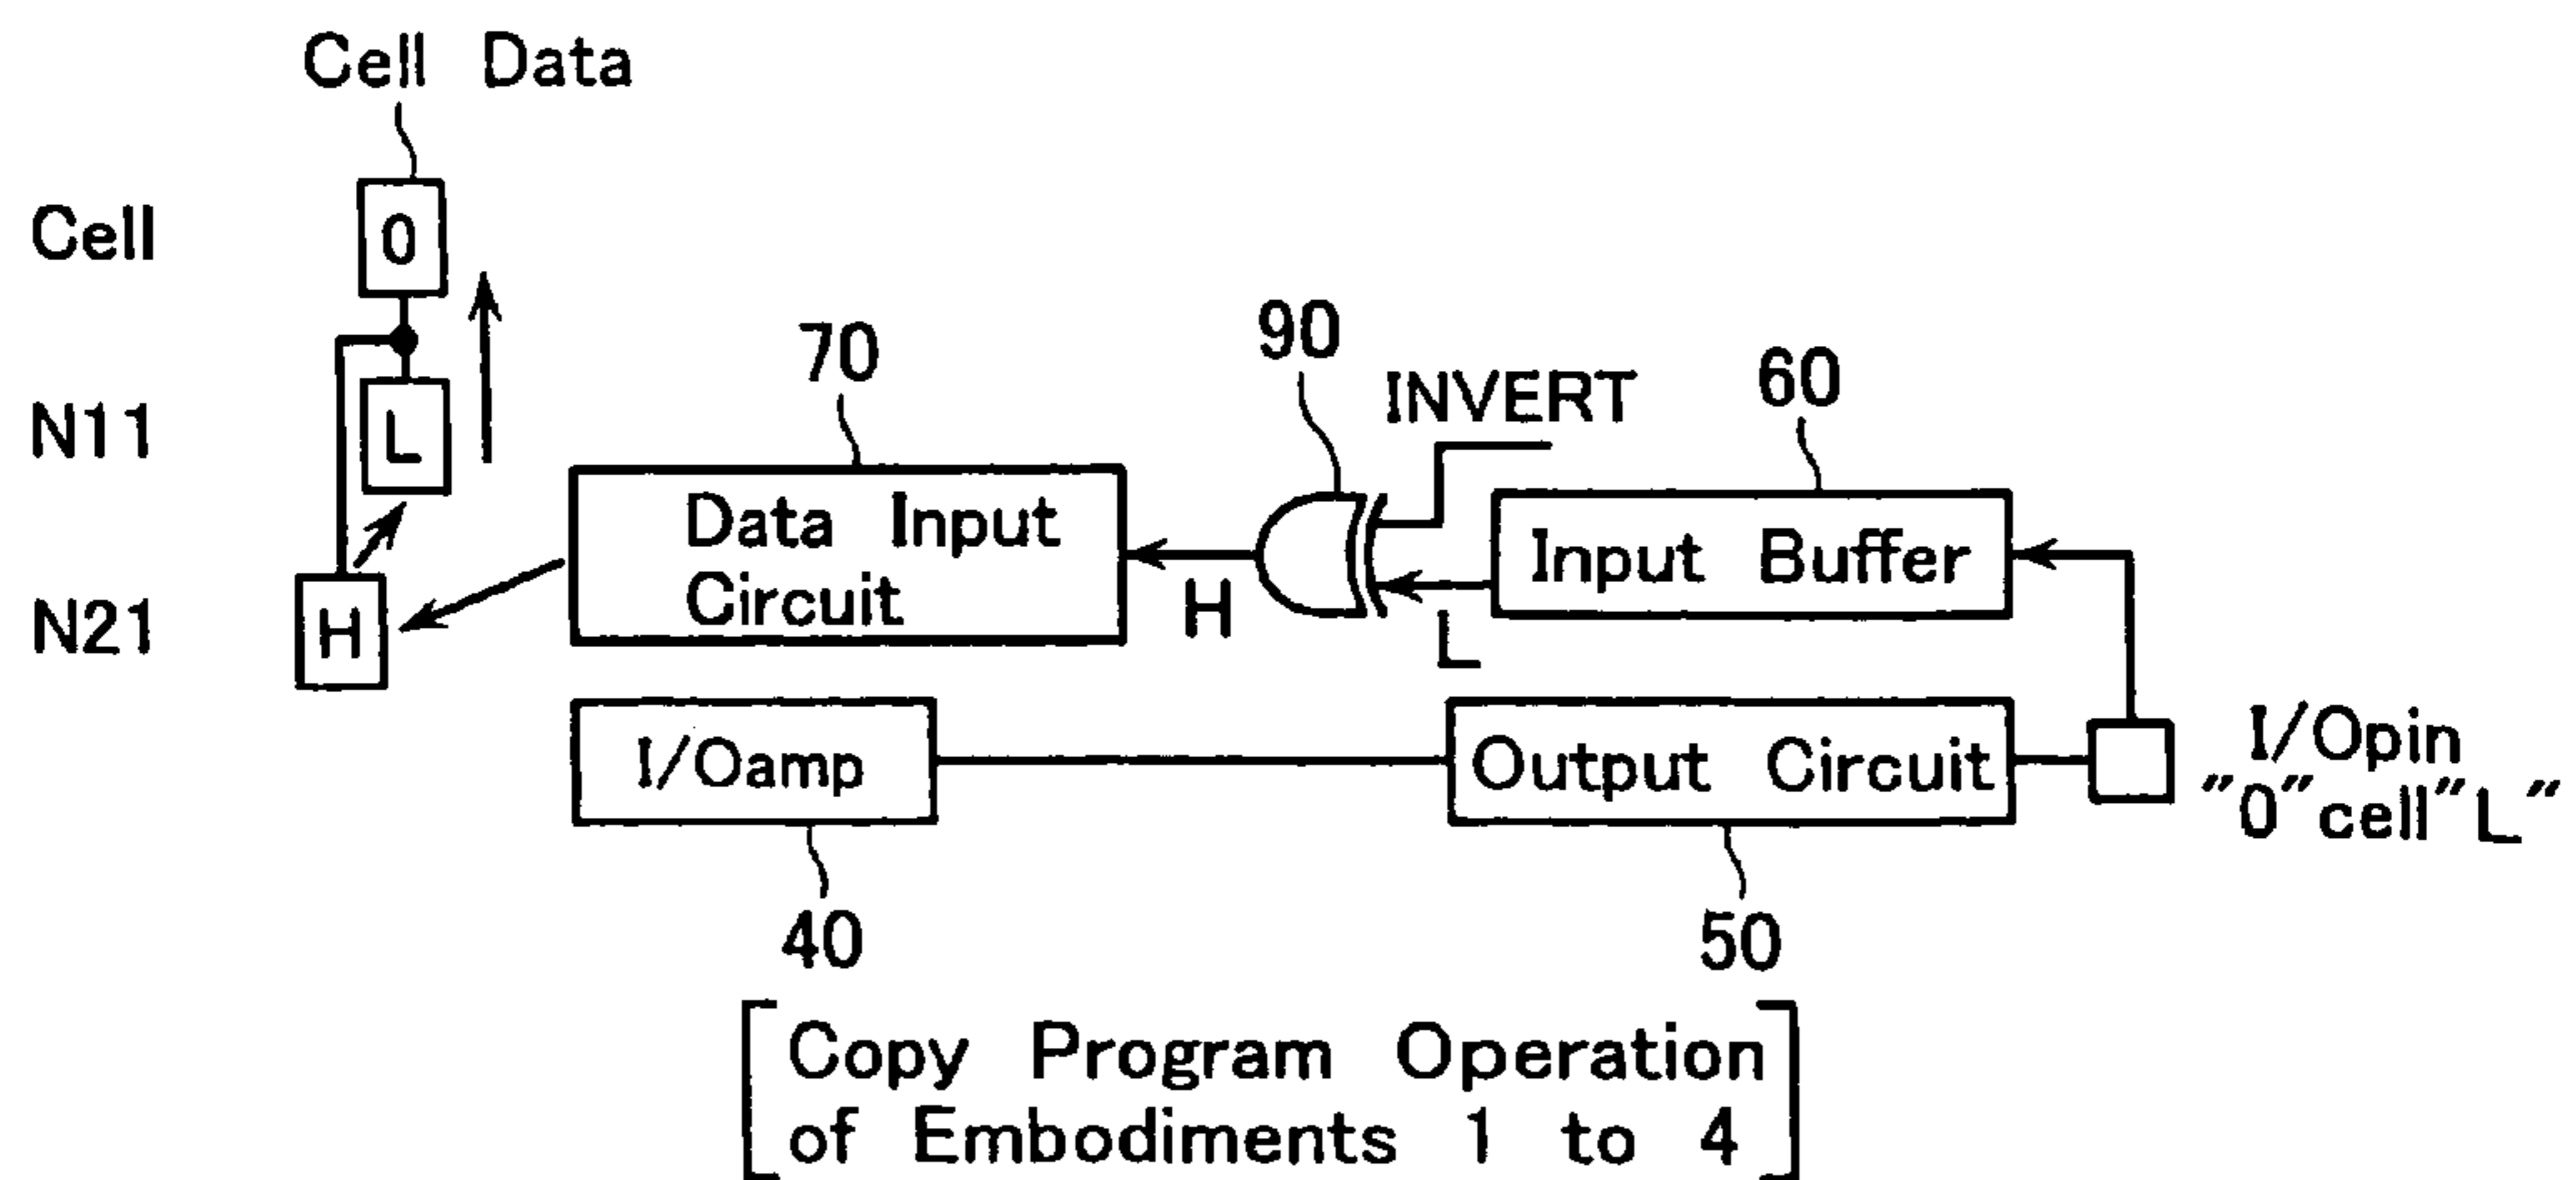 Cell Data
Cell
0
N11
L
N21
H
70
Data Input
Circuit
H
90
INVERT
L
60
Input Buffer
I/Oamp
40
Output Circuit
50
I/Opin
"0"cell"L"
Copy Program Operation
of Embodiments 1 to 4